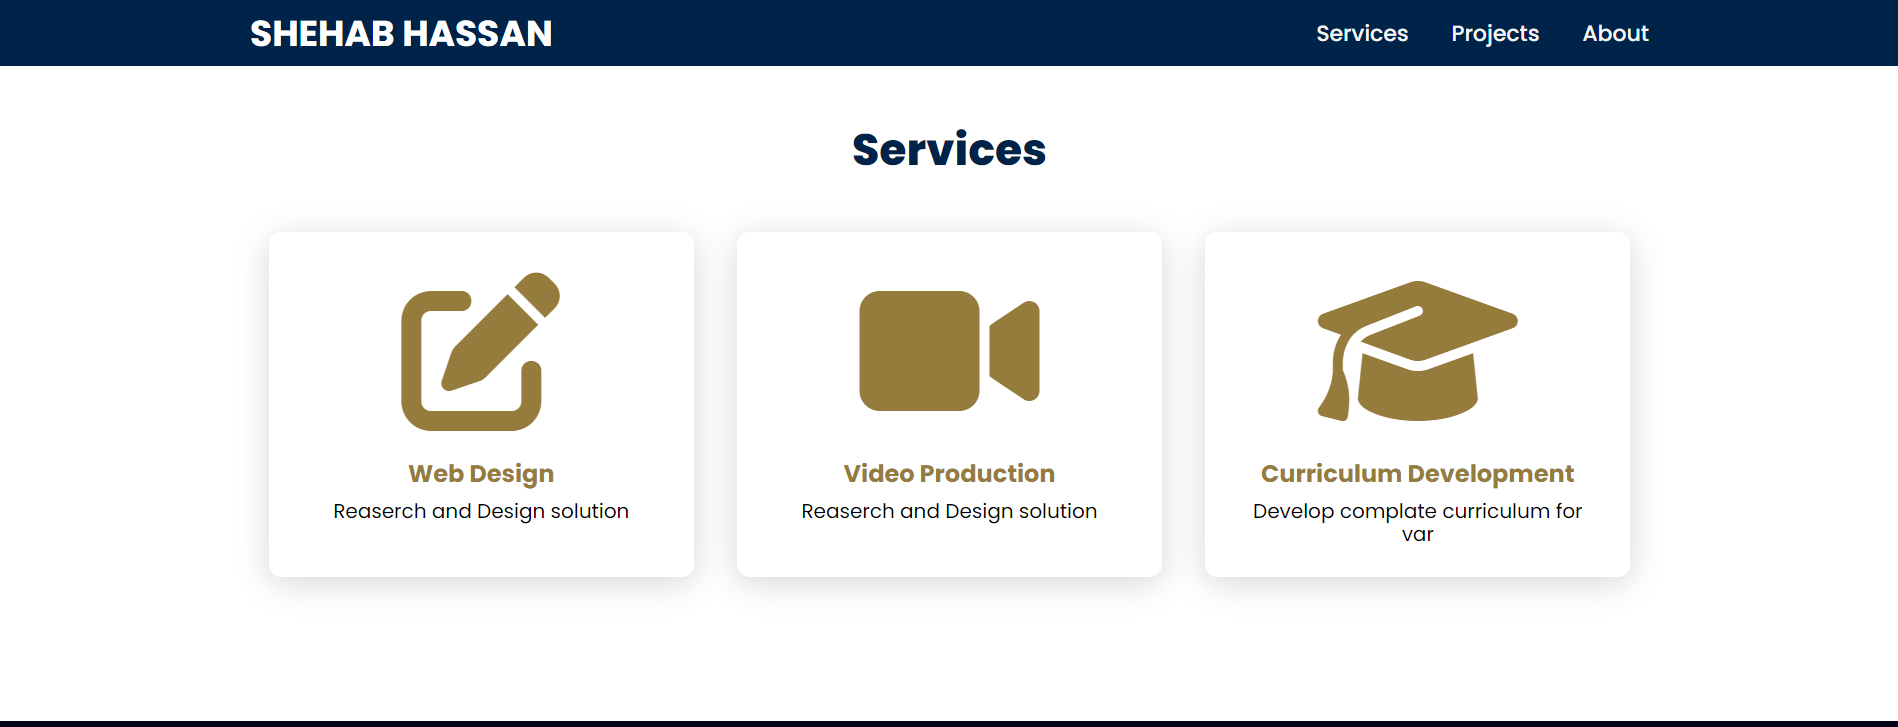 SHEHAB HASSAN
Services Projects About
Services
Web Design
Reaserch and Design solution
Video Production
Reaserch and Design solution
Curriculum Development
Develop complate curriculum for
var